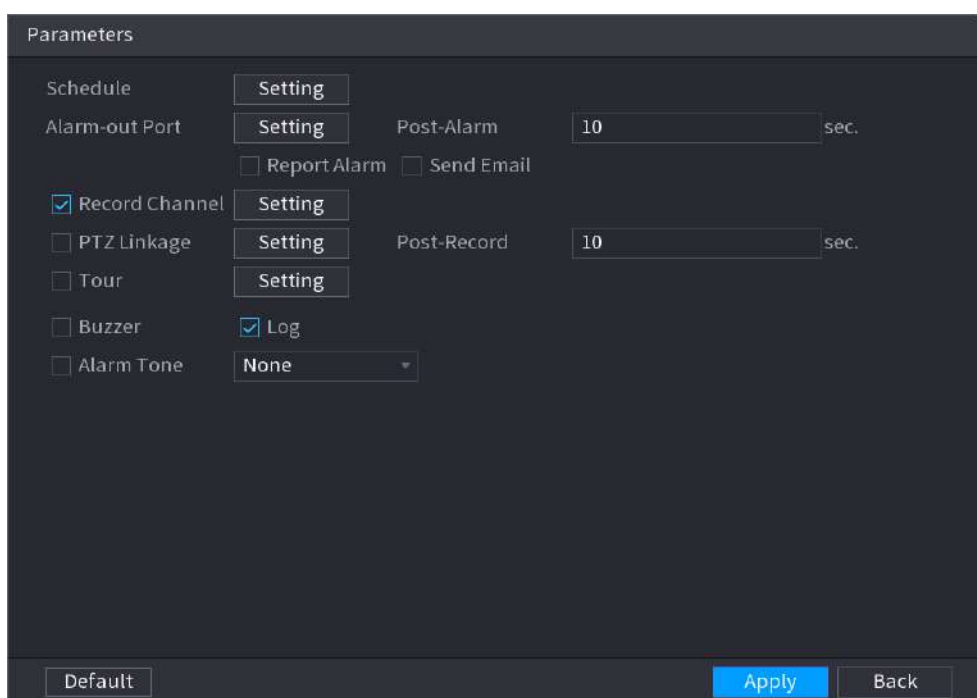 Parameters
Schedule Setting
Alarm-out Port Setting Post-Alarm 10 sec.
Report Alarm Send Email
Record Channel Setting
PTZ Linkage Setting Post-Record 10 sec.
Tour Setting
Buzzer Log
Alarm Tone None
Default Apply Back